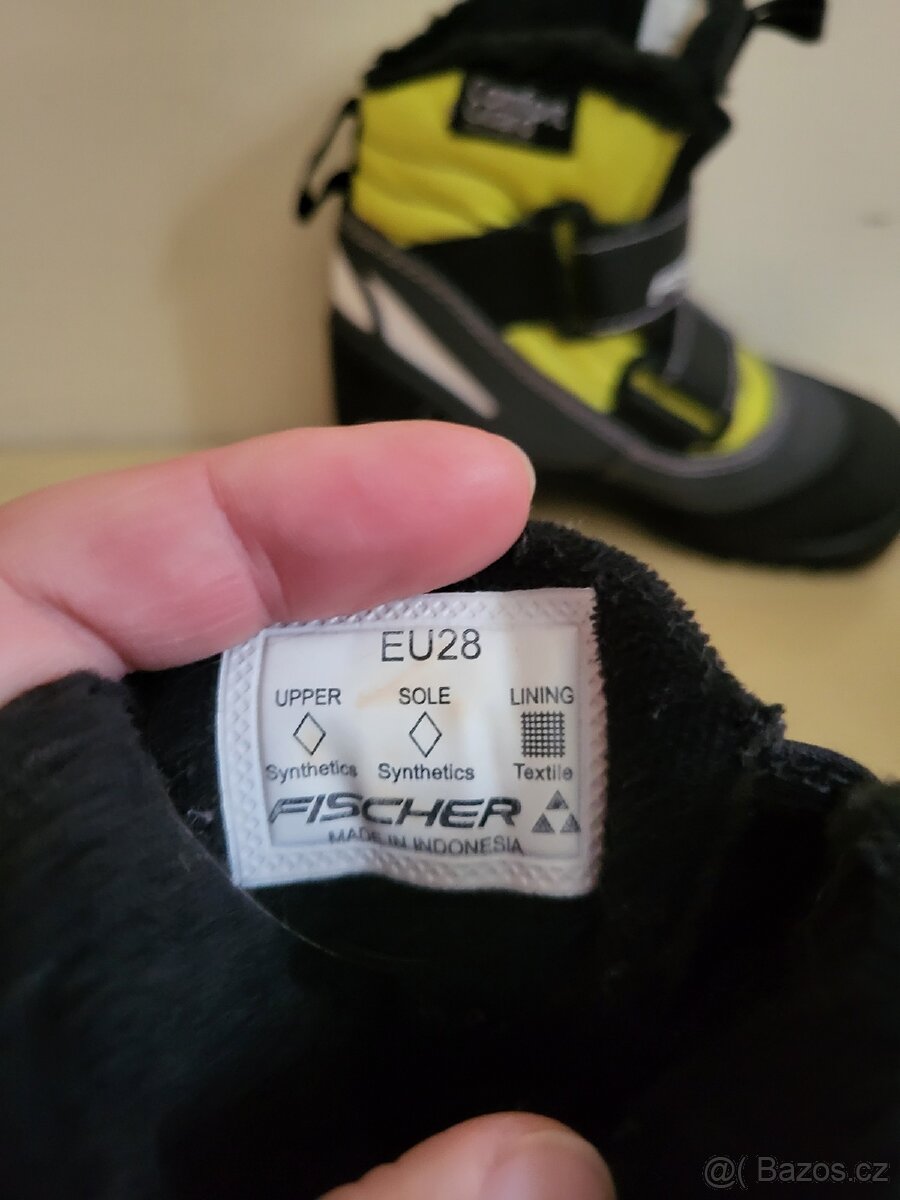 EU28
UPPER SOLE LINING
Synthetics Synthetics Textile
FISCHER
MADE IN INDONESIA
@( Bazos.cz